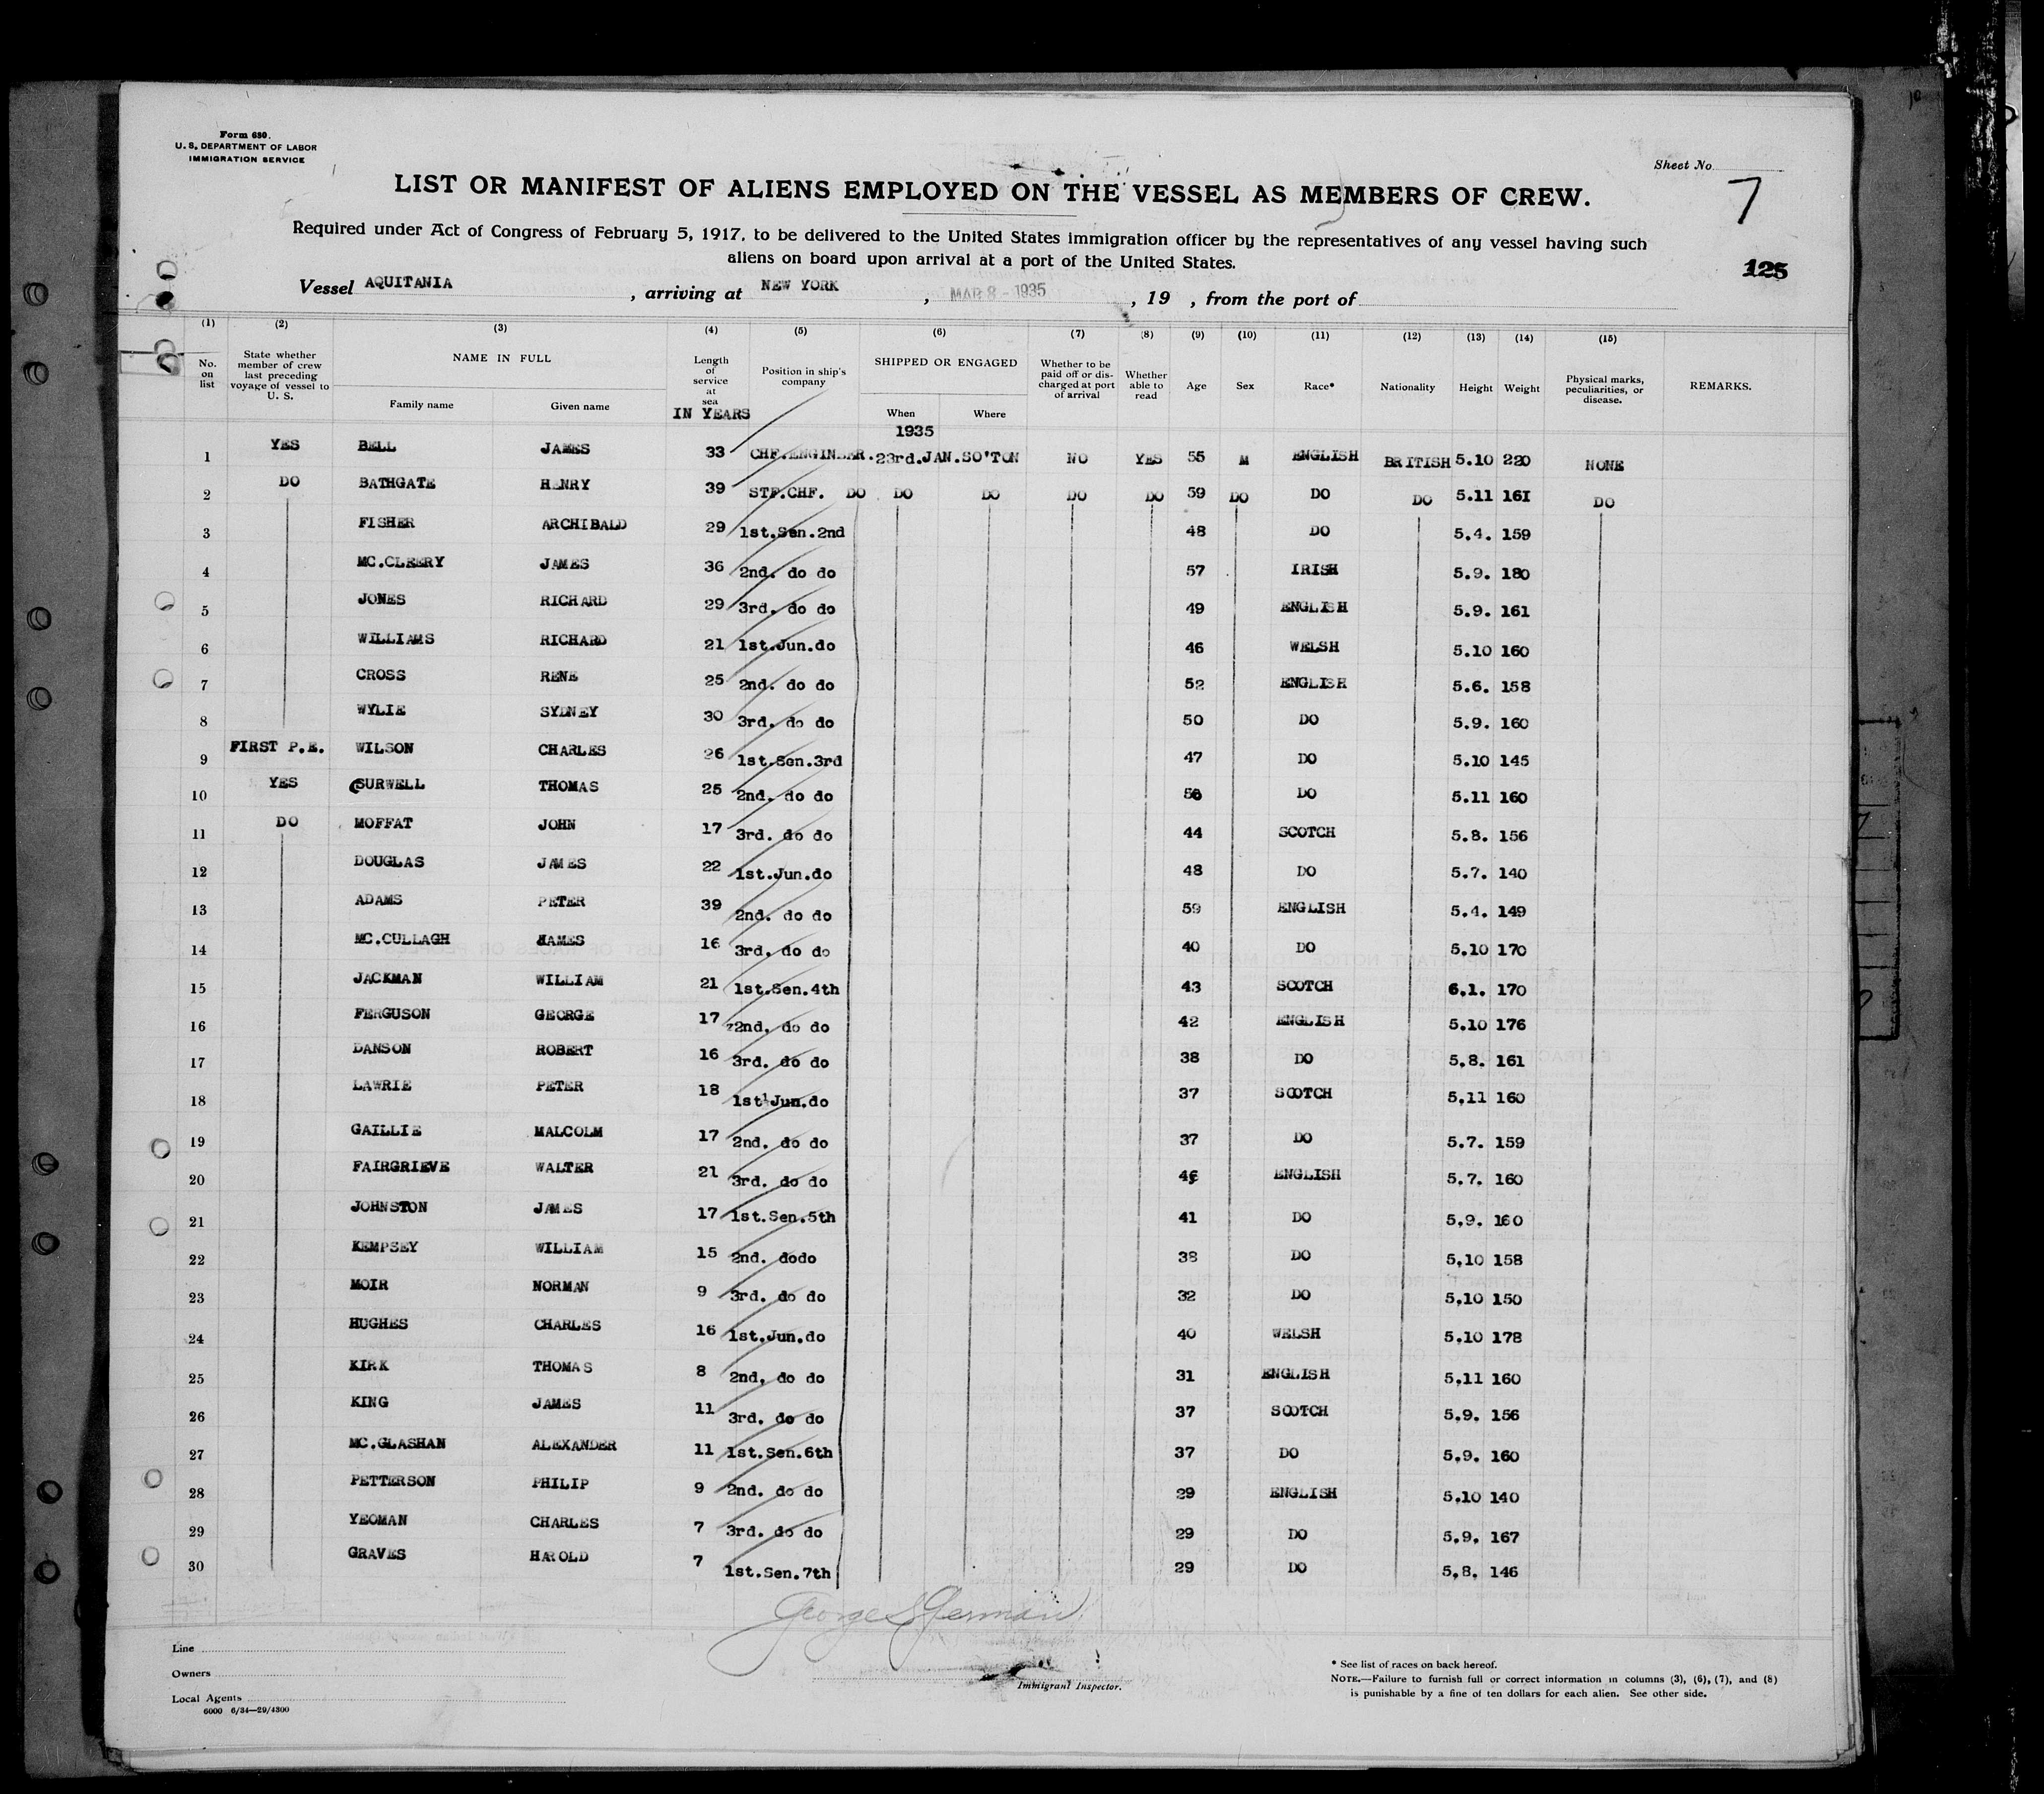 Form 680.
U. S. DEPARTMENT OF LABOR
IMMIGRATION SERVICE
Sheet No.
7
LIST OR MANIFEST OF ALIENS EMPLOYED ON THE VESSEL AS MEMBERS OF CREW.
Required under Act of Congress of February 5, 1917, to be delivered to the United States immigration officer by the representatives of any vessel having such
aliens on board upon arrival at a port of the United States.
125
Vessel AQUITANIA, arriving at NEW YORK, MAR 8 - 1935, 19 , from the port of
(1) (2) (3) (4) (5) (6) (7) (8) (9) (10) (11) (12) (13) (14) (15)
No. on list State whether member of crew last preceding voyage of vessel to U. S. NAME IN FULL Family name Given name Length of service at sea IN YEARS Position in ship's company SHIPPED OR ENGAGED When Where Whether to be paid off or discharged at port of arrival Whether able to read Age Sex Race* Nationality Height Weight Physical marks, peculiarities, or disease. REMARKS.
1935
1 YES BELL JAMES 33 CHF.ENGINEER. 23rd.JAN. SO'TON NO YES 55 M ENGLISH BRITISH 5.10 220 NONE
2 DO BATHGATE HENRY 39 STF.CHF. DO DO DO DO DO 59 DO DO DO 5.11 161 DO
3 FISHER ARCHIBALD 29 1st.Sen.2nd 48 DO 5.4. 159
4 MC.CLEERY JAMES 36 2nd. do do 57 IRISH 5.9. 180
5 JONES RICHARD 29 3rd. do do 49 ENGLISH 5.9. 161
6 WILLIAMS RICHARD 21 1st.Jun.do 46 WELSH 5.10 160
7 CROSS RENE 25 2nd. do do 52 ENGLISH 5.6. 158
8 WYLIE SYDNEY 30 3rd. do do 50 DO 5.9. 160
9 FIRST P.E. WILSON CHARLES 26 1st.Sen.3rd 47 DO 5.10 145
10 YES SURWELL THOMAS 25 2nd. do do DO 5.11 160
11 DO MOFFAT JOHN 17 3rd. do do 44 SCOTCH 5.8. 156
12 DOUGLAS JAMES 22 1st.Jun.do 48 DO 5.7. 140
13 ADAMS PETER 39 2nd. do do 59 ENGLISH 5.4. 149
14 MC.CULLAGH JAMES 16 3rd. do do 40 DO 5.10 170
15 JACKMAN WILLIAM 21 1st.Sen.4th 43 SCOTCH 6.1. 170
16 FERGUSON GEORGE 17 2nd. do do 42 ENGLISH 5.10 176
17 DANSON ROBERT 16 3rd. do do 38 DO 5.8. 161
18 LAWRIE PETER 18 1st Jun.do 37 SCOTCH 5.11 160
19 GAILLIE MALCOLM 17 2nd. do do 37 DO 5.7. 159
20 FAIRGRIEVE WALTER 21 3rd. do do ENGLISH 5.7. 160
21 JOHNSTON JAMES 17 1st.Sen.5th 41 DO 5.9. 160
22 KEMPSEY WILLIAM 15 2nd. dodo 38 DO 5.10 158
23 MOIR NORMAN 9 3rd. do do 32 DO 5.10 150
24 HUGHES CHARLES 16 1st.Jun.do 40 WELSH 5.10 178
25 KIRK THOMAS 8 2nd. do do 31 ENGLISH 5.11 160
26 KING JAMES 11 3rd. do do 37 SCOTCH 5.9. 156
27 MC.GLASHAN ALEXANDER 11 1st.Sen.6th 37 DO 5.9. 160
28 PETTERSON PHILIP 9 2nd. do do 29 ENGLISH 5.10 140
29 YEOMAN CHARLES 7 3rd. do do 29 DO 5.9. 167
30 GRAVES HAROLD 7 1st.Sen.7th 29 DO 5.8. 146
George S German
Line
Owners
Local Agents
6000 6/34—29/4300
Immigrant Inspector.
* See list of races on back hereof.
NOTE.—Failure to furnish full or correct information in columns (3), (6), (7), and (8)
is punishable by a fine of ten dollars for each alien. See other side.